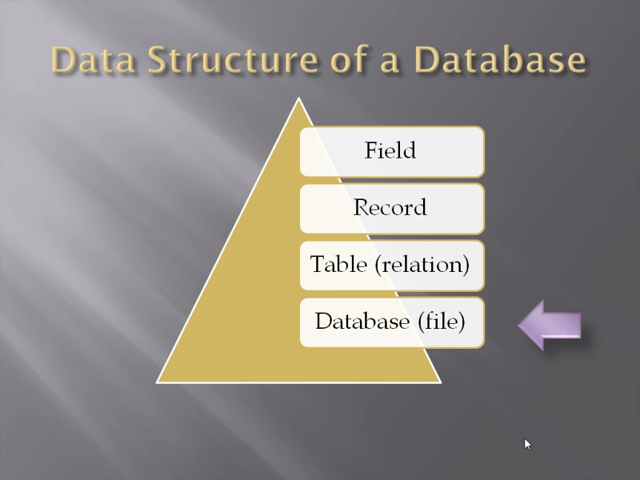 Data Structure of a Database
Field
Record
Table (relation)
Database (file)